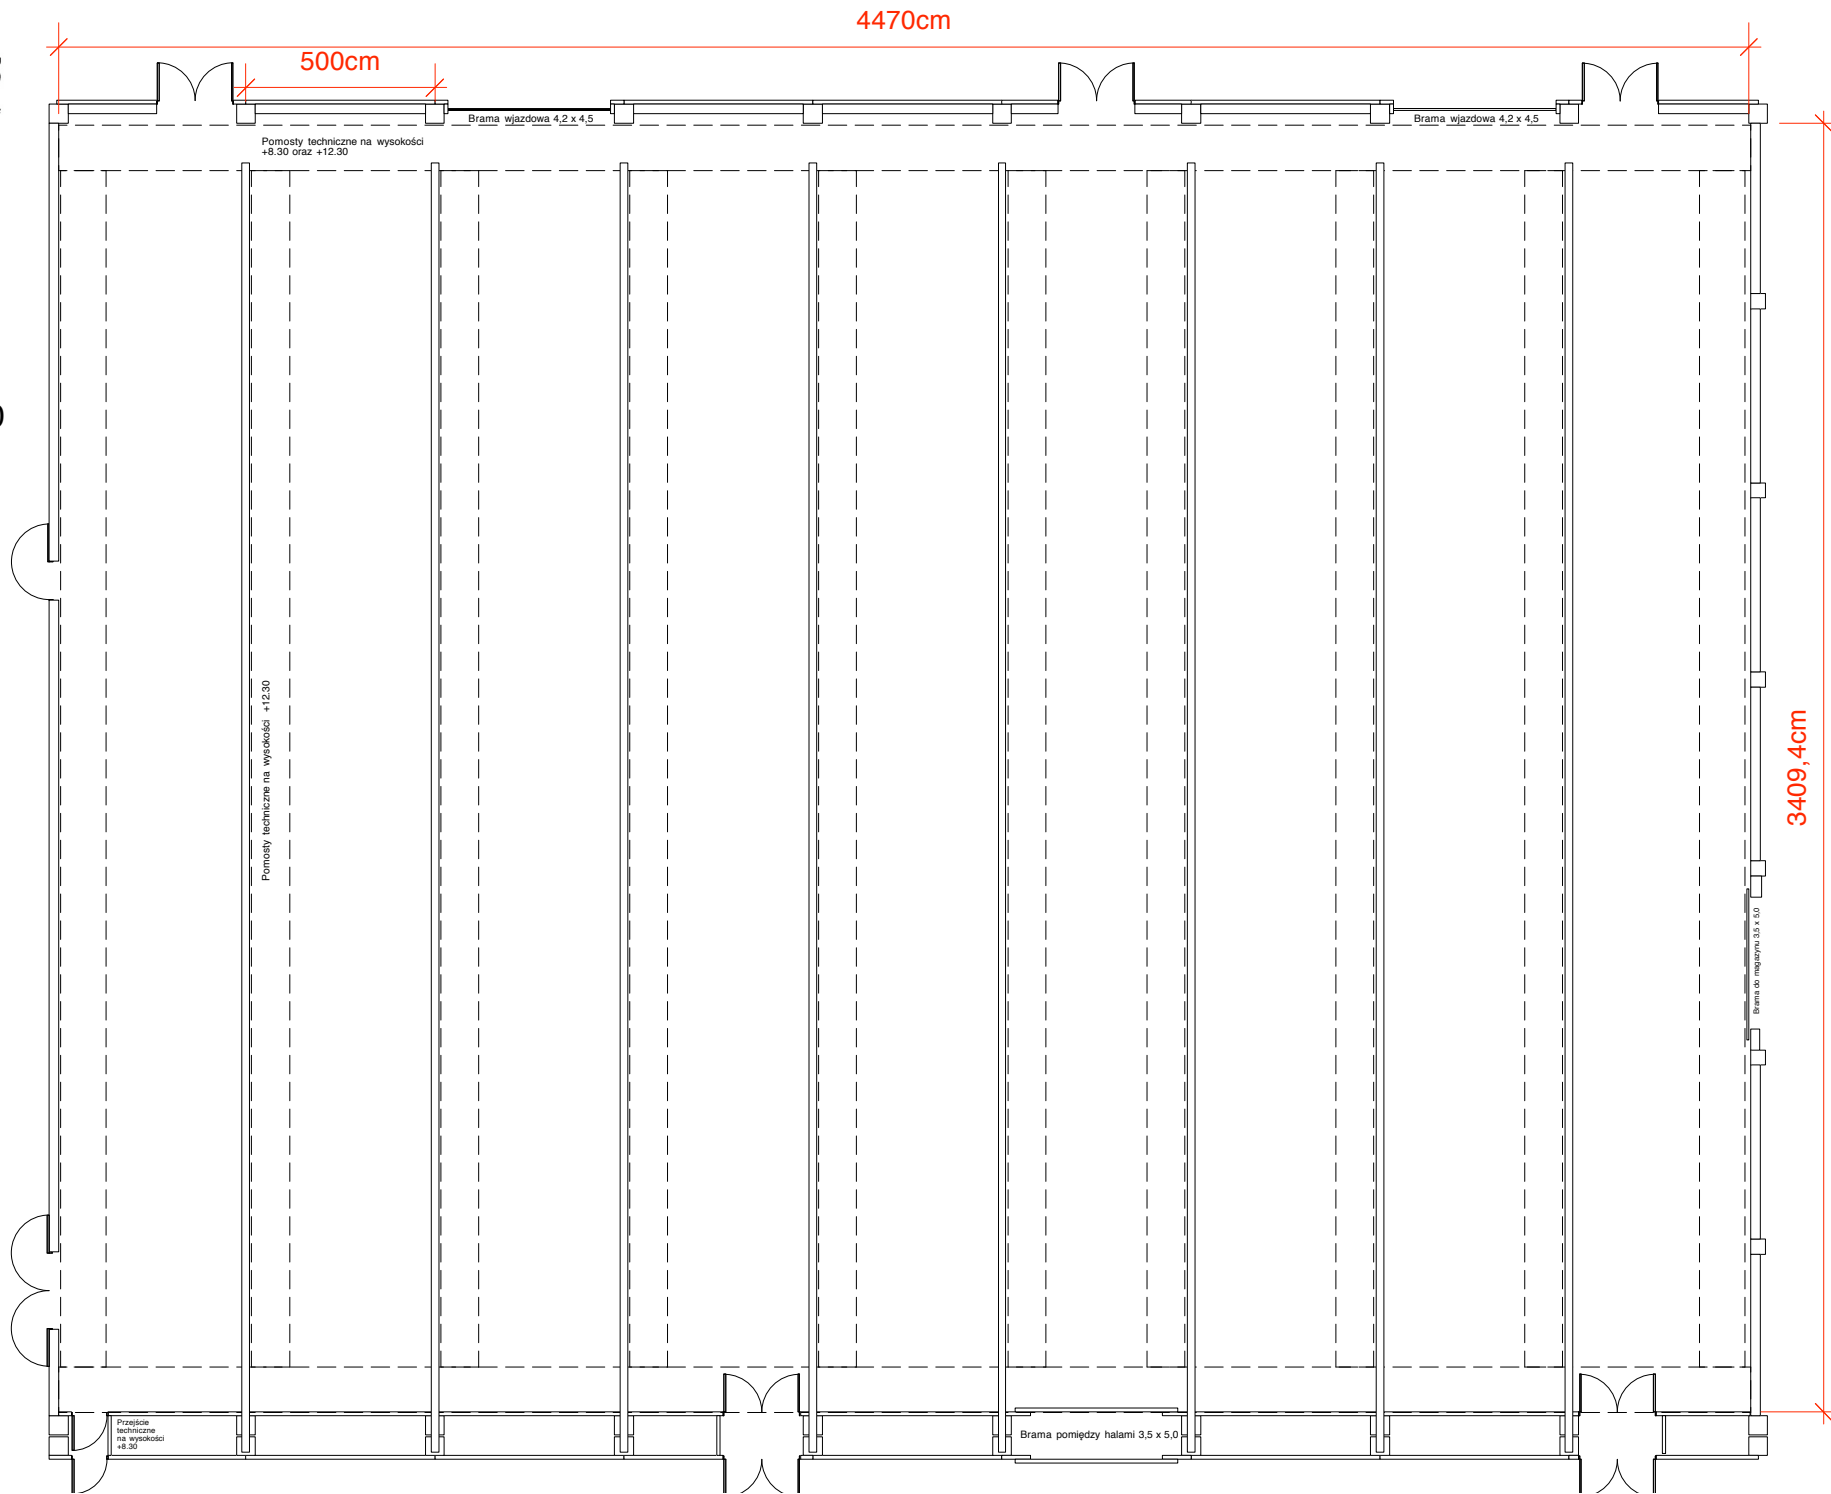 4470cm
500cm
Brama wjazdowa 4,2 x 4,5
Brama wjazdowa 4,2 x 4,5
Pomosty techniczne na wysokości
+8.30 oraz +12.30
Pomosty techniczne na wysokości +12.30
3409,4cm
Brama do magazynu 3,5 x 5,0
Przejście
techniczne
na wysokości
+8.30
Brama pomiędzy halami 3,5 x 5,0